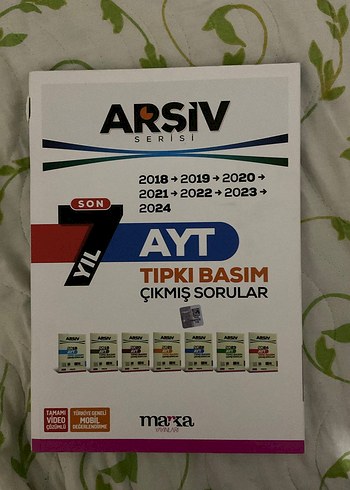 ARŞİV
SERİSİ
2018 → 2019 → 2020 →
2021 → 2022 → 2023 →
2024
SON
7
YIL
AYT
TIPKI BASIM
ÇIKMIŞ SORULAR
TAMAMI
VİDEO
ÇÖZÜMLÜ
TÜRKİYE GENELİ
MOBİL
DEĞERLENDİRME
marka
YAYINLARI